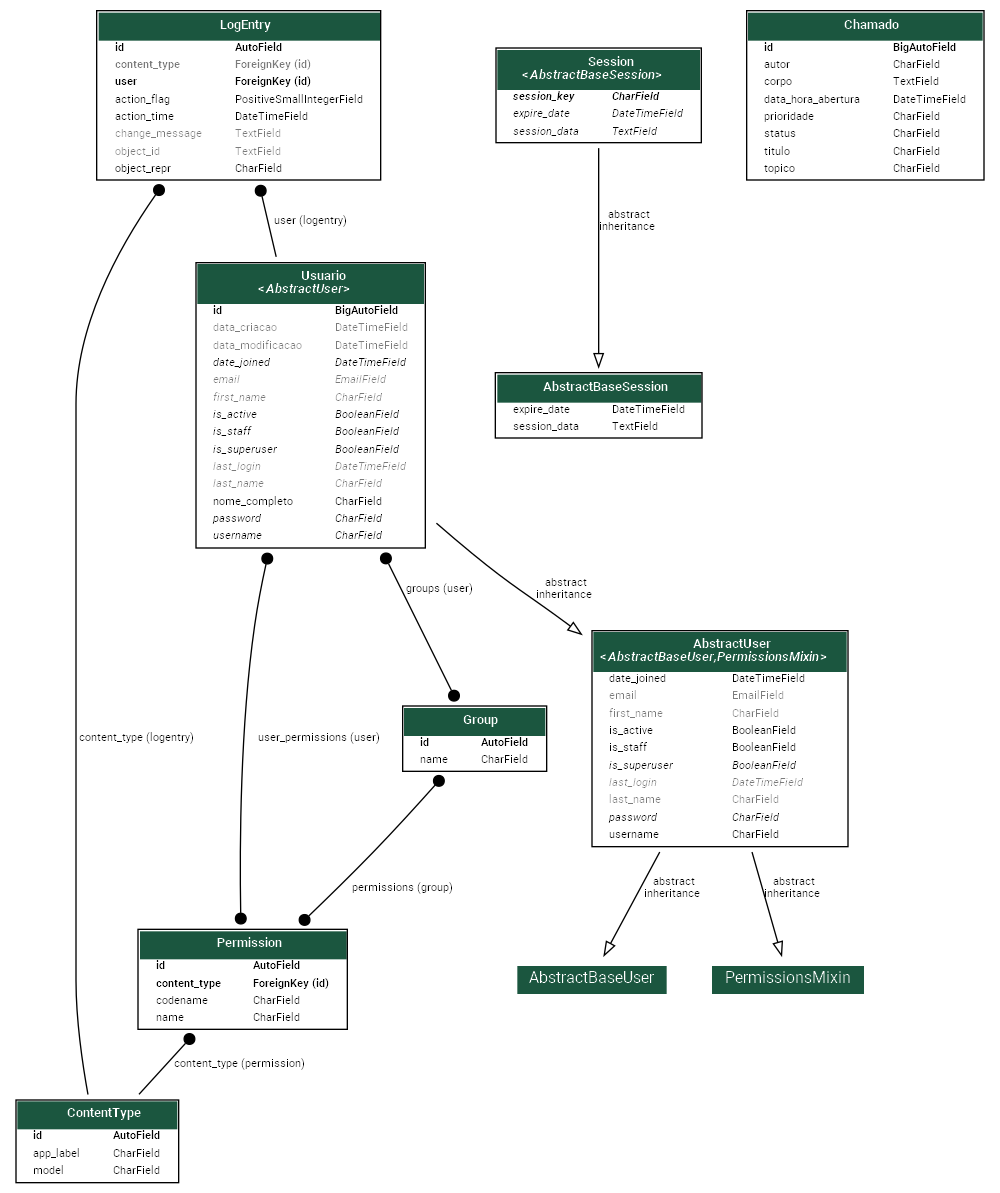 LogEntry
id AutoField
content_type ForeignKey (id)
user ForeignKey (id)
action_flag PositiveSmallIntegerField
action_time DateTimeField
change_message TextField
object_id TextField
object_repr CharField
Session
<AbstractBaseSession>
session_key CharField
expire_date DateTimeField
session_data TextField
Chamado
id BigAutoField
autor CharField
corpo TextField
data_hora_abertura DateTimeField
prioridade CharField
status CharField
titulo CharField
topico CharField
user (logentry)
abstract
inheritance
Usuario
<AbstractUser>
id BigAutoField
data_criacao DateTimeField
data_modificacao DateTimeField
date_joined DateTimeField
email EmailField
first_name CharField
is_active BooleanField
is_staff BooleanField
is_superuser BooleanField
last_login DateTimeField
last_name CharField
nome_completo CharField
password CharField
username CharField
AbstractBaseSession
expire_date DateTimeField
session_data TextField
groups (user)
abstract
inheritance
AbstractUser
<AbstractBaseUser,PermissionsMixin>
date_joined DateTimeField
email EmailField
first_name CharField
is_active BooleanField
is_staff BooleanField
is_superuser BooleanField
last_login DateTimeField
last_name CharField
password CharField
username CharField
content_type (logentry)
user_permissions (user)
Group
id AutoField
name CharField
permissions (group)
abstract
inheritance
abstract
inheritance
Permission
id AutoField
content_type ForeignKey (id)
codename CharField
name CharField
AbstractBaseUser
PermissionsMixin
content_type (permission)
ContentType
id AutoField
app_label CharField
model CharField